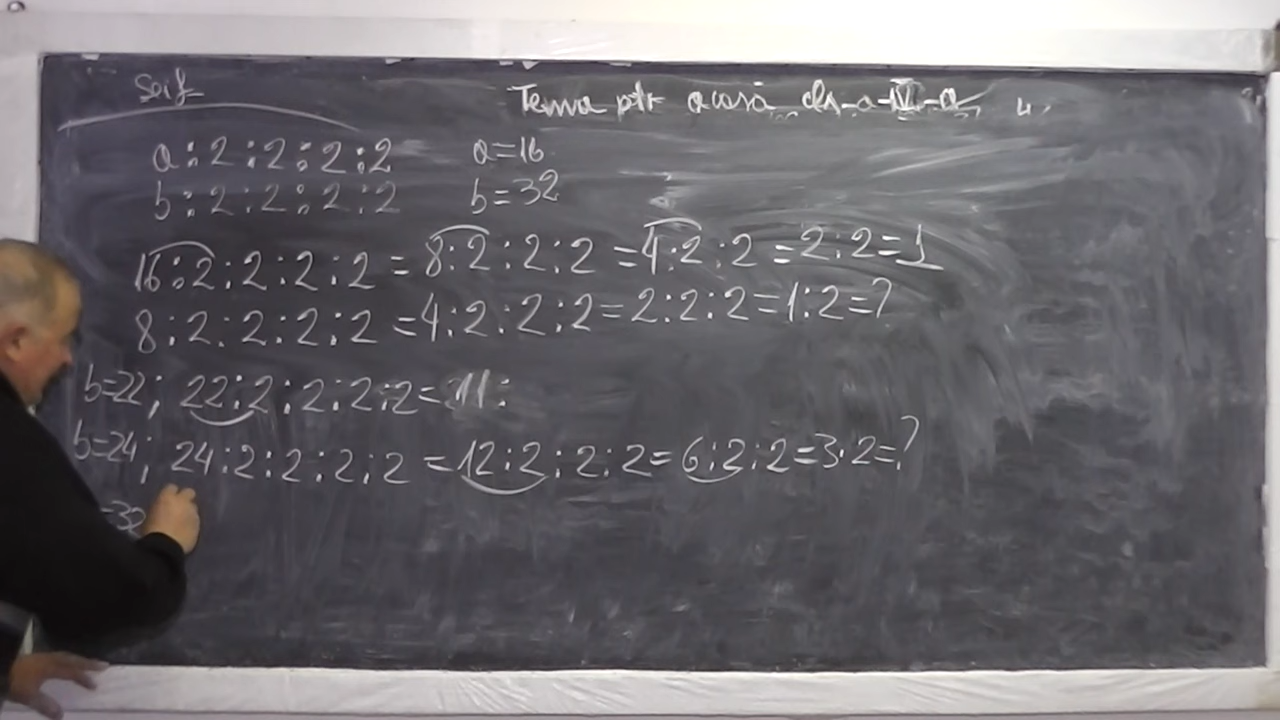 Seif
Tema ptr acasă cls-a-IV-a
a:2:2:2:2 a=16
b:2:2:2:2 b=32
16:2:2:2:2=8:2:2:2=4:2:2=2:2=1
8:2:2:2:2=4:2:2:2=2:2:2=1:2=?
b=22; 22:2:2:2:2=11:
b=24; 24:2:2:2:2=12:2:2:2=6:2:2=3:2=?
=32